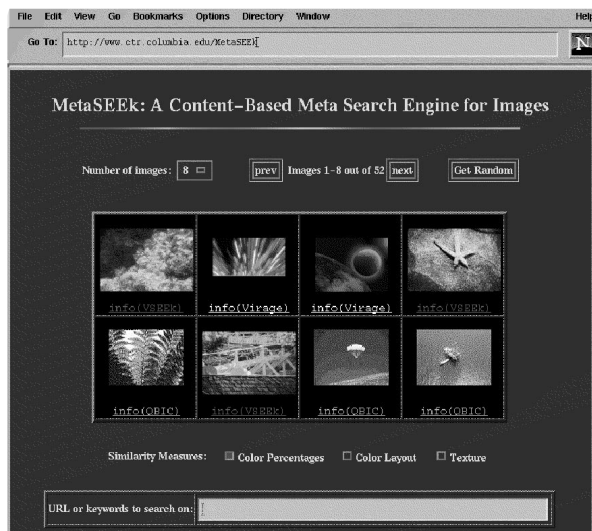 File Edit View Go Bookmarks Options Directory Window Help
Go To: http://www.ctr.columbia.edu/MetaSEEk
N
MetaSEEk: A Content-Based Meta Search Engine for Images
Number of images: 8 prev Images 1-8 out of 52 next Get Random
info(VSEEk) info(Virage) info(Virage) info(VSEEk)
info(QBIC) info(VSEEk) info(QBIC) info(QBIC)
Similarity Measures: Color Percentages Color Layout Texture
URL or keywords to search on: